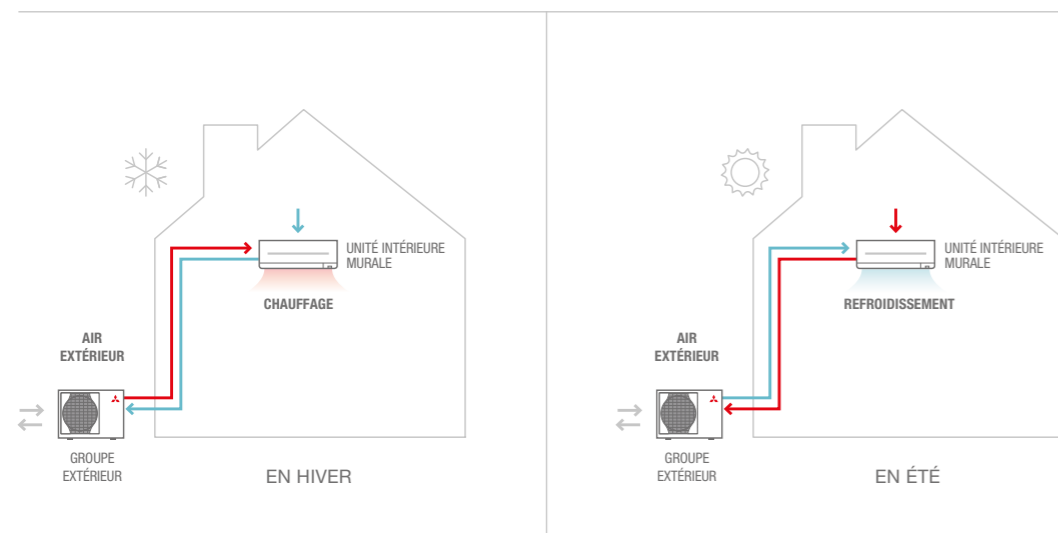 UNITÉ INTÉRIEURE
MURALE
CHAUFFAGE
AIR
EXTÉRIEUR
GROUPE
EXTÉRIEUR
EN HIVER
UNITÉ INTÉRIEURE
MURALE
REFROIDISSEMENT
AIR
EXTÉRIEUR
GROUPE
EXTÉRIEUR
EN ÉTÉ